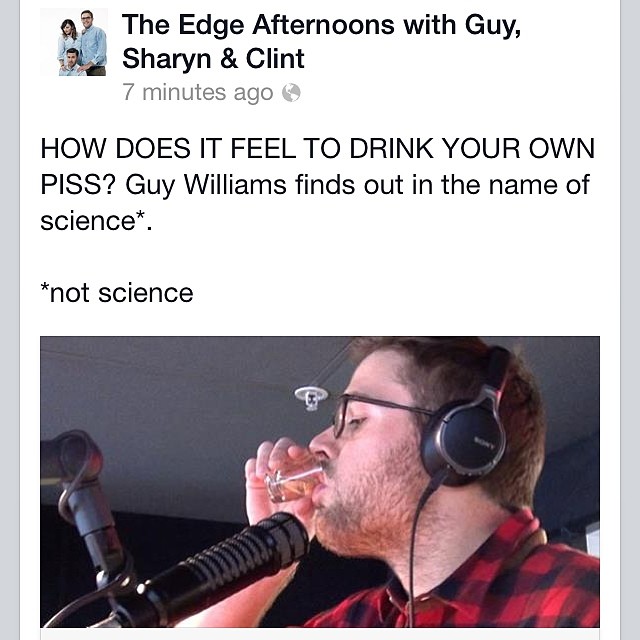 The Edge Afternoons with Guy,
Sharyn & Clint
7 minutes ago
HOW DOES IT FEEL TO DRINK YOUR OWN
PISS? Guy Williams finds out in the name of
science*.
*not science
SONY